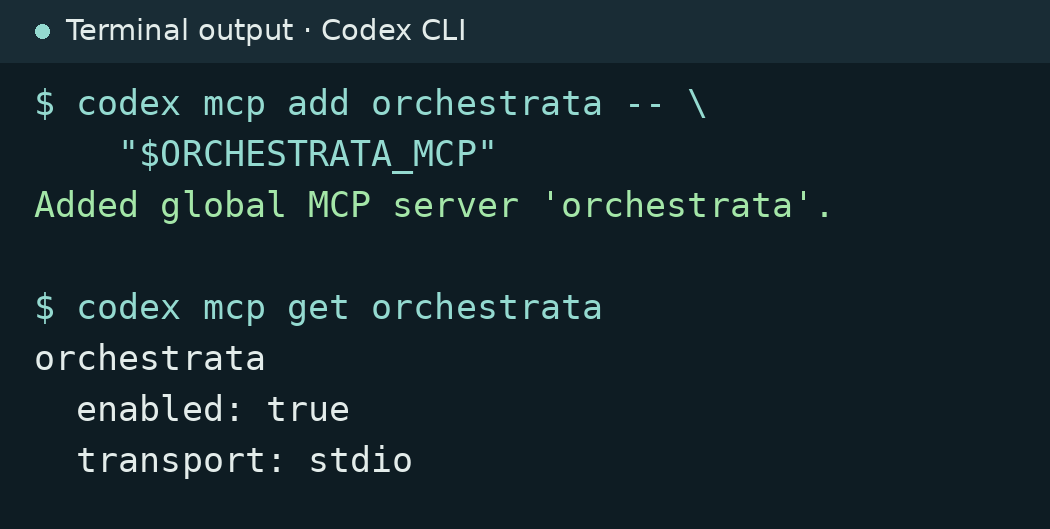 Terminal output · Codex CLI
$ codex mcp add orchestrata -- \
"$ORCHESTRATA_MCP"
Added global MCP server 'orchestrata'.
$ codex mcp get orchestrata
orchestrata
enabled: true
transport: stdio